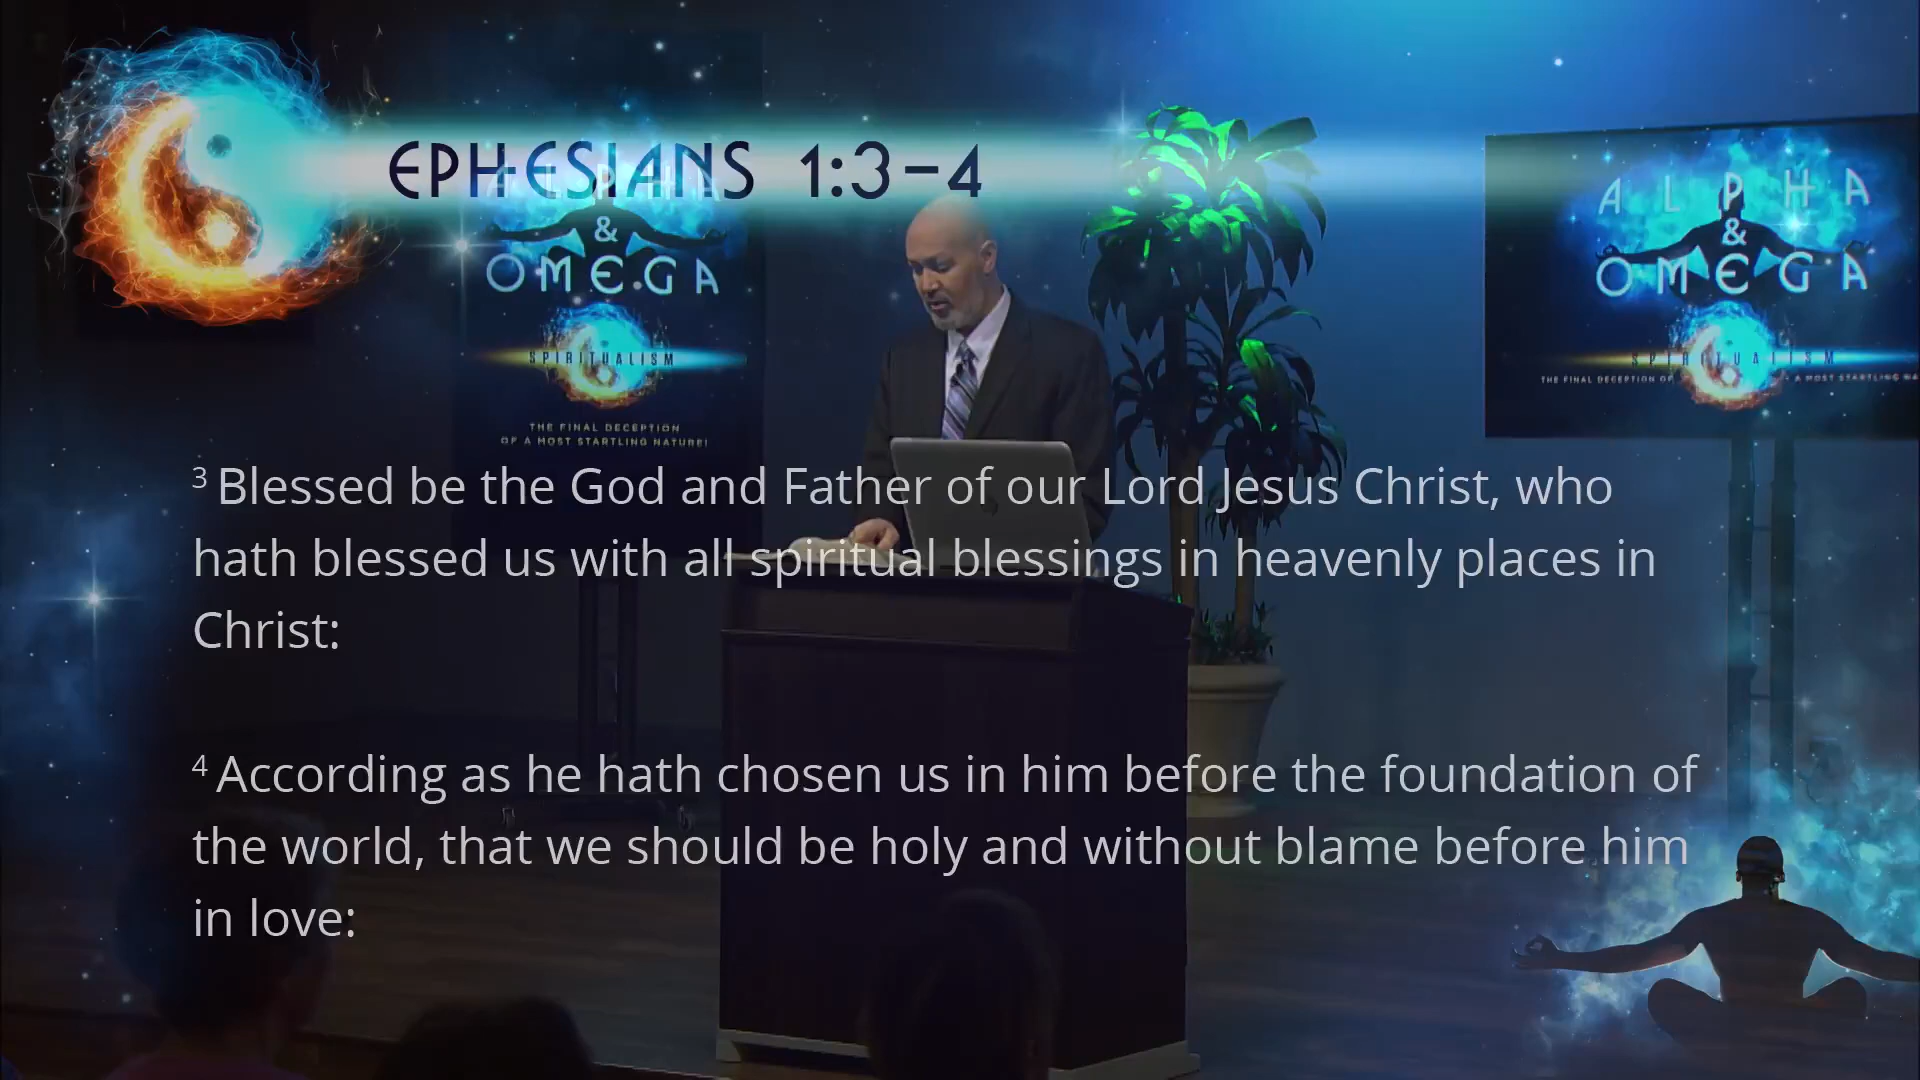 EPHESIANS 1:3-4
ALPHA
&
OMEGA
SPIRITUALISM
THE FINAL DECEPTION
OF A MOST STARTLING NATURE!
ALPHA
&
OMEGA
SPIRITUALISM
THE FINAL DECEPTION OF A MOST STARTLING
3 Blessed be the God and Father of our Lord Jesus Christ, who
hath blessed us with all spiritual blessings in heavenly places in
Christ:
4 According as he hath chosen us in him before the foundation of
the world, that we should be holy and without blame before him
in love: